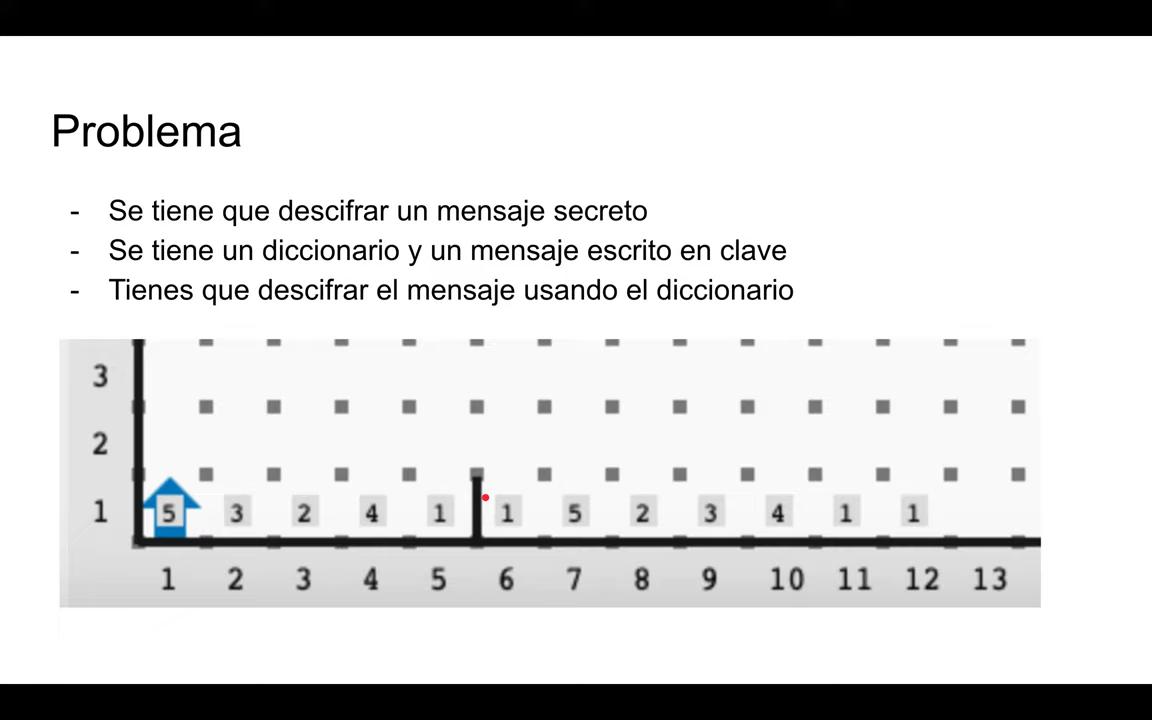 Problema
- Se tiene que descifrar un mensaje secreto
- Se tiene un diccionario y un mensaje escrito en clave
- Tienes que descifrar el mensaje usando el diccionario
3
2
1 5 3 2 4 1 1 5 2 3 4 1 1
1 2 3 4 5 6 7 8 9 10 11 12 13